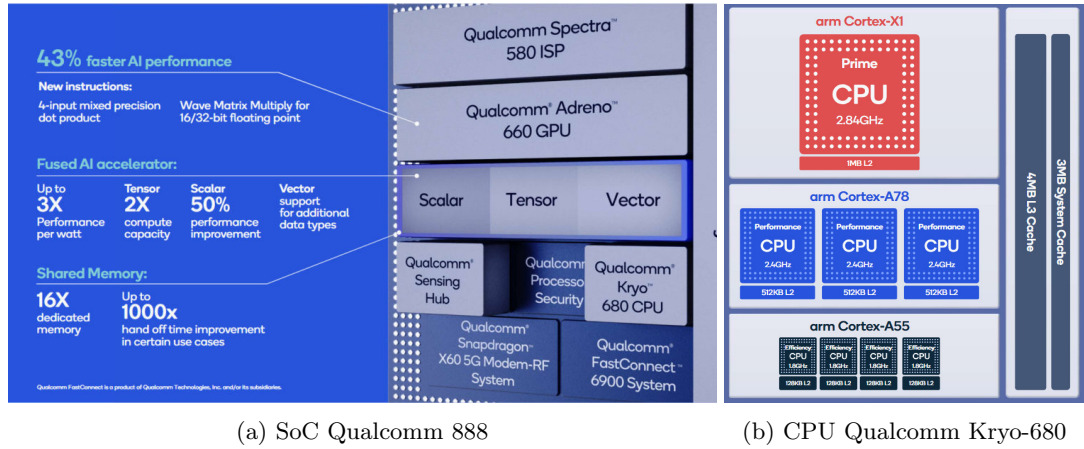 43% faster AI performance
New instructions:
4-input mixed precision
dot product
Wave Matrix Multiply for
16/32-bit floating point
Fused AI accelerator:
Up to
3X
Performance
per watt
Tensor
2X
compute
capacity
Scalar
50%
performance
improvement
Vector
support
for additional
data types
Shared Memory:
16X
dedicated
memory
Up to
1000x
hand off time improvement
in certain use cases
Qualcomm FastConnect is a product of Qualcomm Technologies, Inc. and/or its subsidiaries.
Qualcomm Spectra™
580 ISP
Qualcomm® Adreno™
660 GPU
Scalar
Tensor
Vector
Qualcomm®
Sensing
Hub
Qualcomm
Processo
Security
Qualcomm®
Kryo™
680 CPU
Qualcomm®
Snapdragon™
X60 5G Modem-RF
System
Qualcomm®
FastConnect™
6900 System
(a) SoC Qualcomm 888
arm Cortex-X1
Prime
CPU
2.84GHz
1MB L2
arm Cortex-A78
Performance
CPU
2.4GHz
512KB L2
Performance
CPU
2.4GHz
512KB L2
Performance
CPU
2.4GHz
512KB L2
arm Cortex-A55
Efficiency
CPU
1.8GHz
128KB L2
Efficiency
CPU
1.8GHz
128KB L2
Efficiency
CPU
1.8GHz
128KB L2
Efficiency
CPU
1.8GHz
128KB L2
4MB L3 Cache
3MB System Cache
(b) CPU Qualcomm Kryo-680